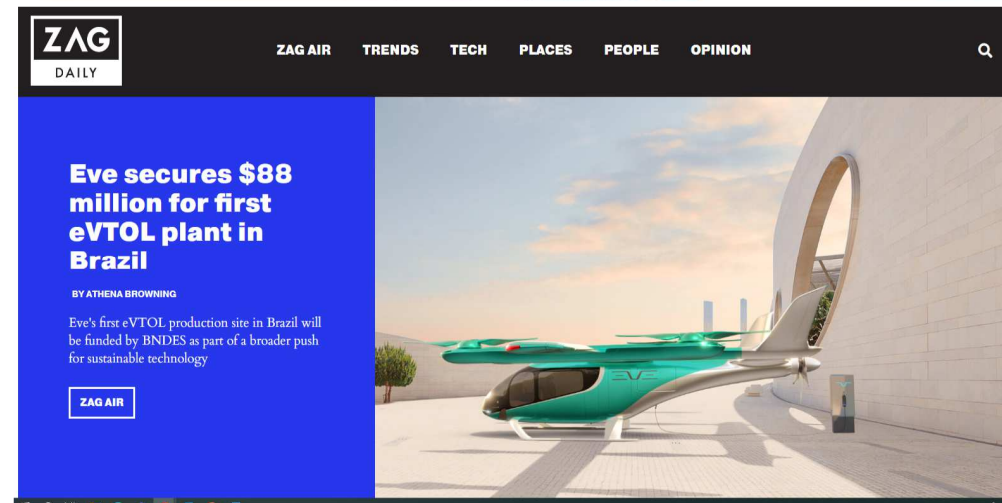 ZAG
DAILY
ZAG AIR TRENDS TECH PLACES PEOPLE OPINION
Eve secures $88
million for first
eVTOL plant in
Brazil
BY ATHENA BROWNING
Eve's first eVTOL production site in Brazil will
be funded by BNDES as part of a broader push
for sustainable technology
ZAG AIR
EVE